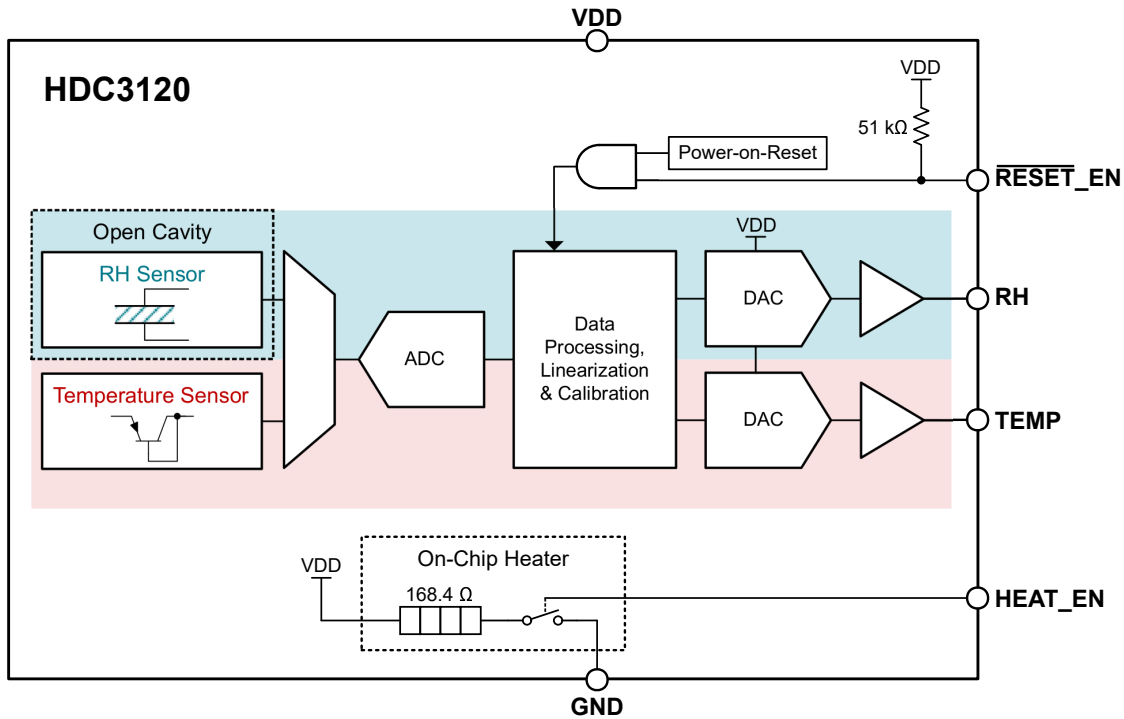 VDD
HDC3120
VDD
51 kΩ
Power-on-Reset
RESET_EN
Open Cavity
RH Sensor
VDD
DAC
RH
ADC
Data
Processing,
Linearization
& Calibration
Temperature Sensor
DAC
TEMP
On-Chip Heater
VDD
168.4 Ω
HEAT_EN
GND